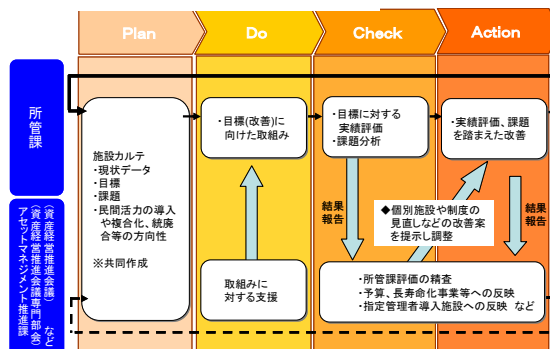 Plan
Do
Check
Action
所管課
アセットマネジメント推進課
（資産経営推進会議専門部会）
（資産経営推進会議） など
施設カルテ
・現状データ
・目標
・課題
・民間活力の導入
や複合化、統廃
合等の方向性
※共同作成
・目標(改善)に
向けた取組み
取組みに
対する支援
・目標に対する
実績評価
・課題分析
・実績評価、課題
を踏まえた改善
結果
報告
◆個別施設や制度の
見直しなどの改善案
を提示し調整
結果
報告
・所管課評価の精査
・予算、長寿命化事業等への反映
・指定管理者導入施設への反映 など